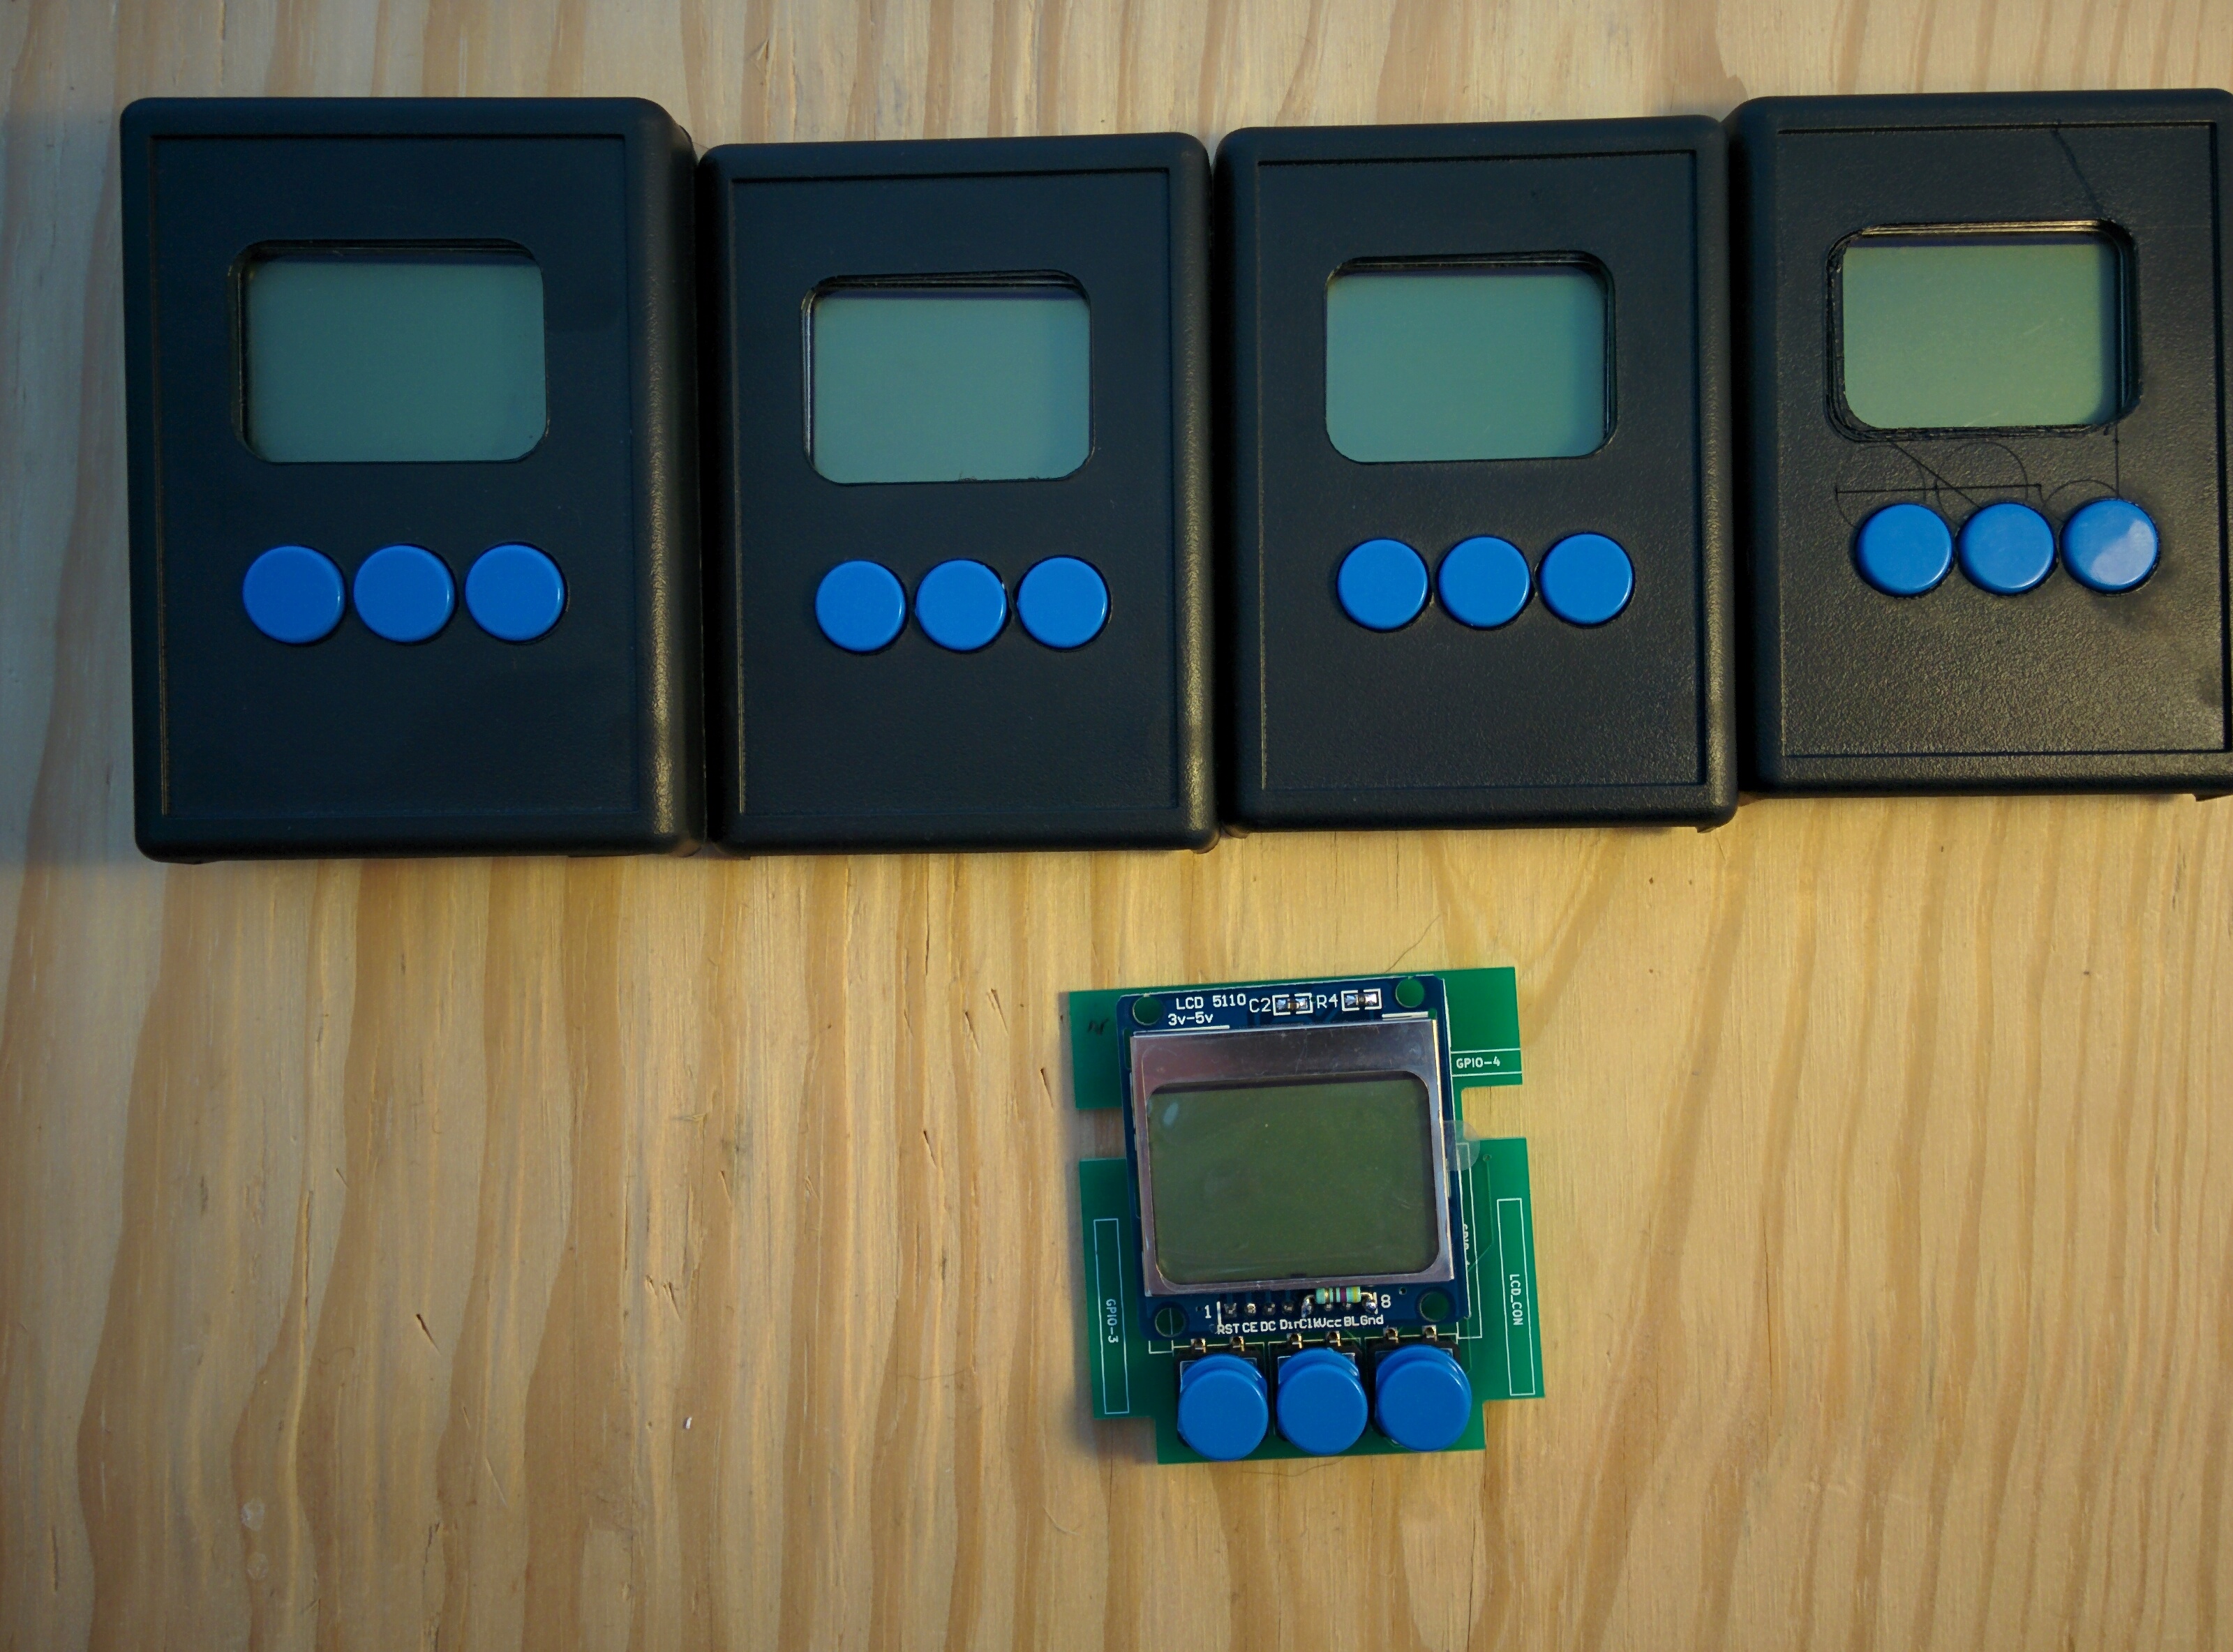 LCD 5110 C2 R4
3v-5v
GPIO-4
GPIO-3
LCD_CON
1 8
RST CE DC Din Clk Vcc BL Gnd